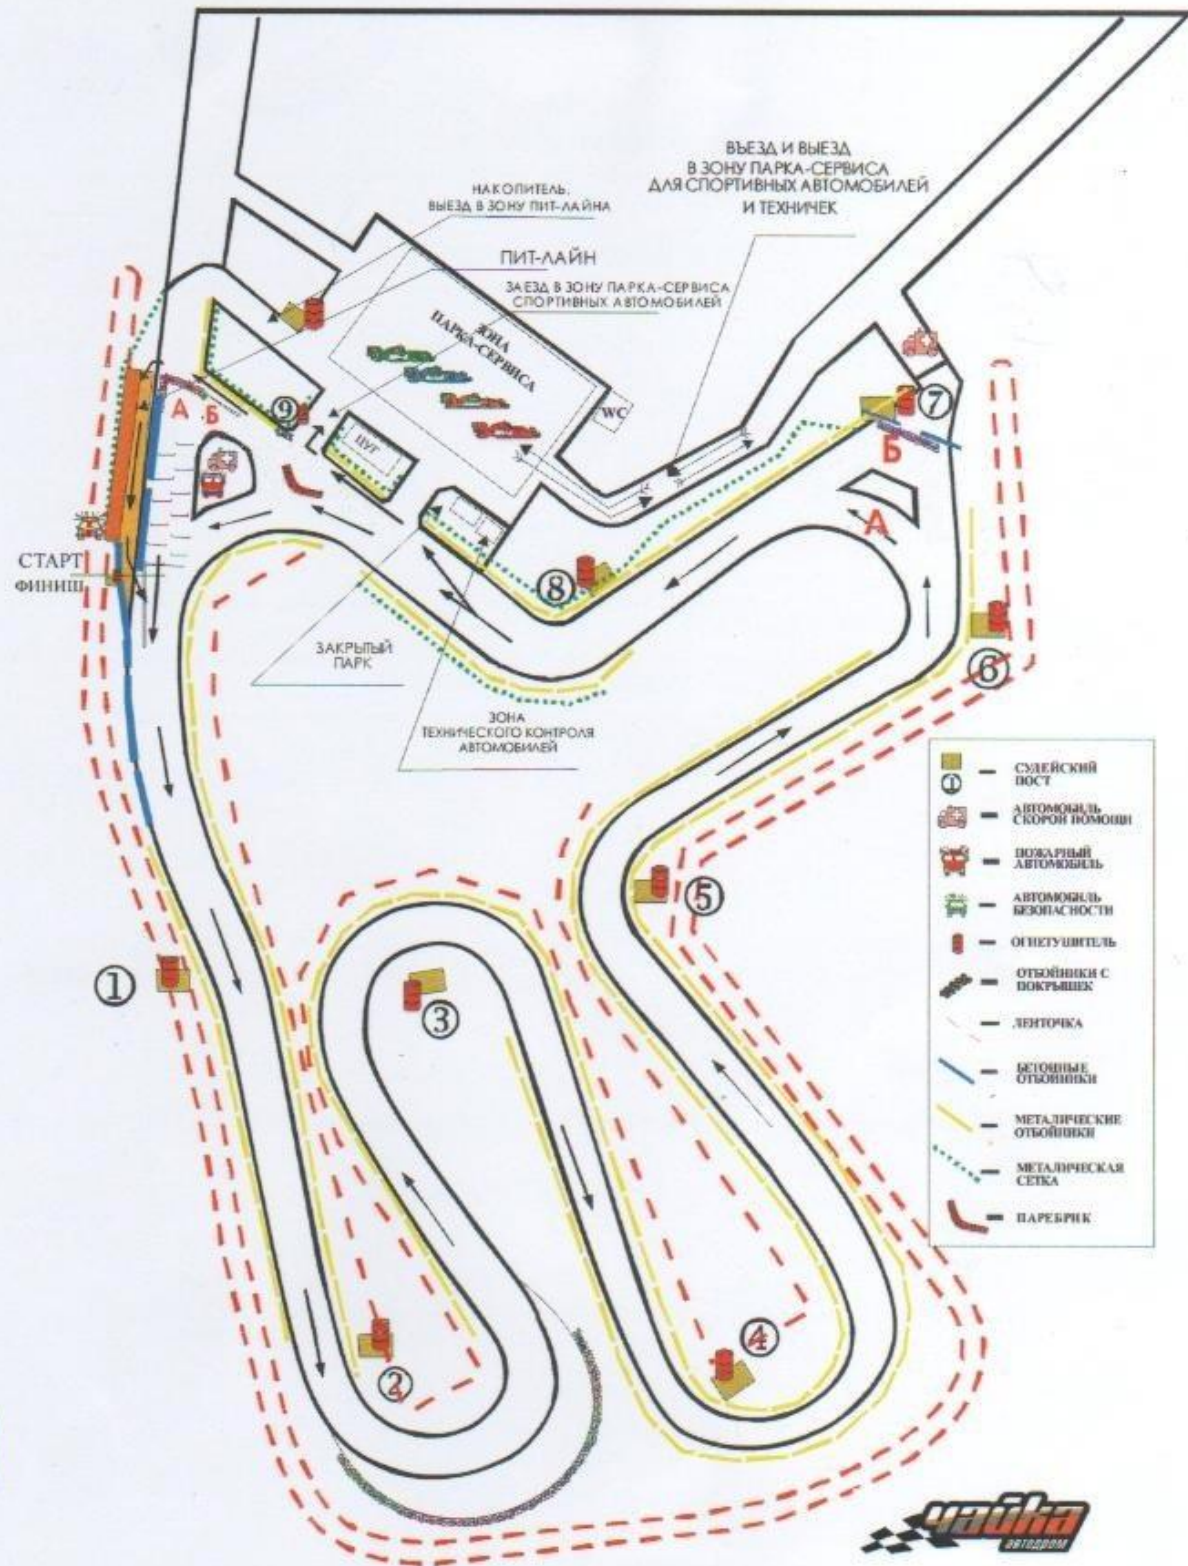 ВЪЕЗД И ВЫЕЗД
В ЗОНУ ПАРКА-СЕРВИСА
ДЛЯ СПОРТИВНЫХ АВТОМОБИЛЕЙ
И ТЕХНИЧЕК
НАКОПИТЕЛЬ,
ВЫЕЗД В ЗОНУ ПИТ-ЛАЙНА
ПИТ-ЛАЙН
ЗАЕЗД В ЗОНУ ПАРКА-СЕРВИСА
СПОРТИВНЫХ АВТОМОБИЛЕЙ
ЗОНА
ПАРКА-СЕРВИСА
WC
А Б
9
ЦУГ
7
Б
А
СТАРТ
ФИНИШ
8
ЗАКРЫТЫЙ
ПАРК
6
ЗОНА
ТЕХНИЧЕСКОГО КОНТРОЛЯ
АВТОМОБИЛЕЙ
5
1
3
4
2
1 — СУДЕЙСКИЙ
ПОСТ
— АВТОМОБИЛЬ
СКОРОЙ ПОМОЩИ
— ПОЖАРНЫЙ
АВТОМОБИЛЬ
— АВТОМОБИЛЬ
БЕЗОПАСНОСТИ
— ОГНЕТУШИТЕЛЬ
— ОТБОЙНИКИ С
ПОКРЫШЕК
— ЛЕНТОЧКА
— БЕТОННЫЕ
ОТБОЙНИКИ
— МЕТАЛИЧЕСКИЕ
ОТБОЙНИКИ
— МЕТАЛИЧЕСКАЯ
СЕТКА
— ПАРЕБРИК
чайка
автодром